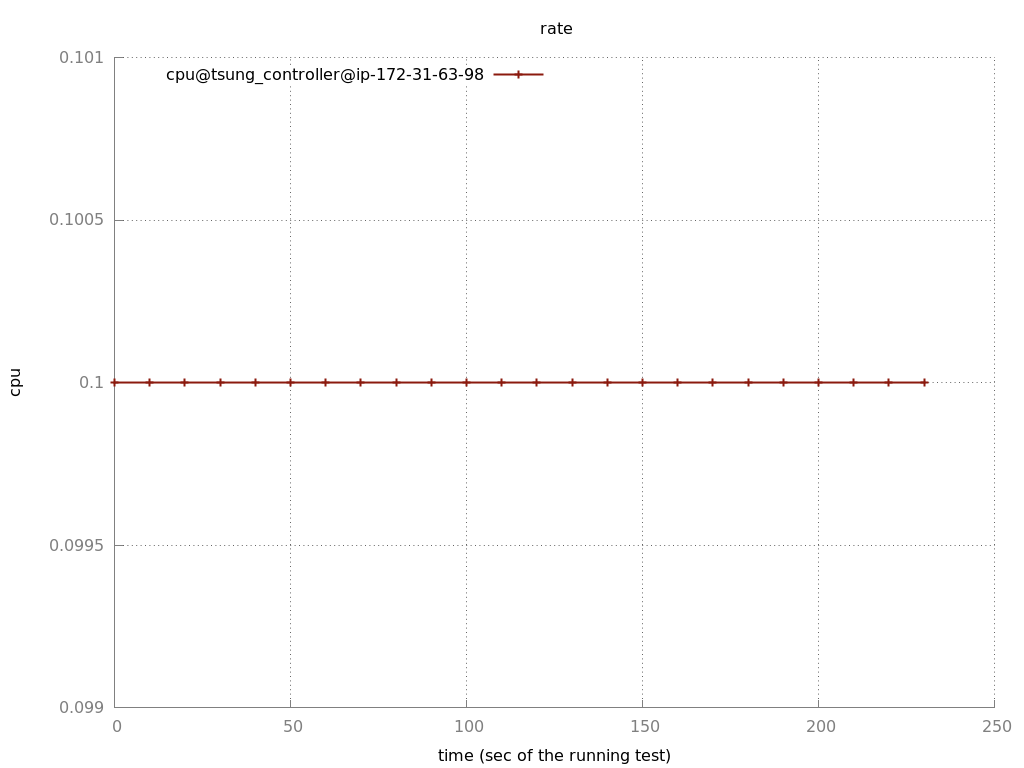 rate
cpu@tsung_controller@ip-172-31-63-98
0.101
0.1005
0.1
0.0995
0.099
cpu
0 50 100 150 200 250
time (sec of the running test)